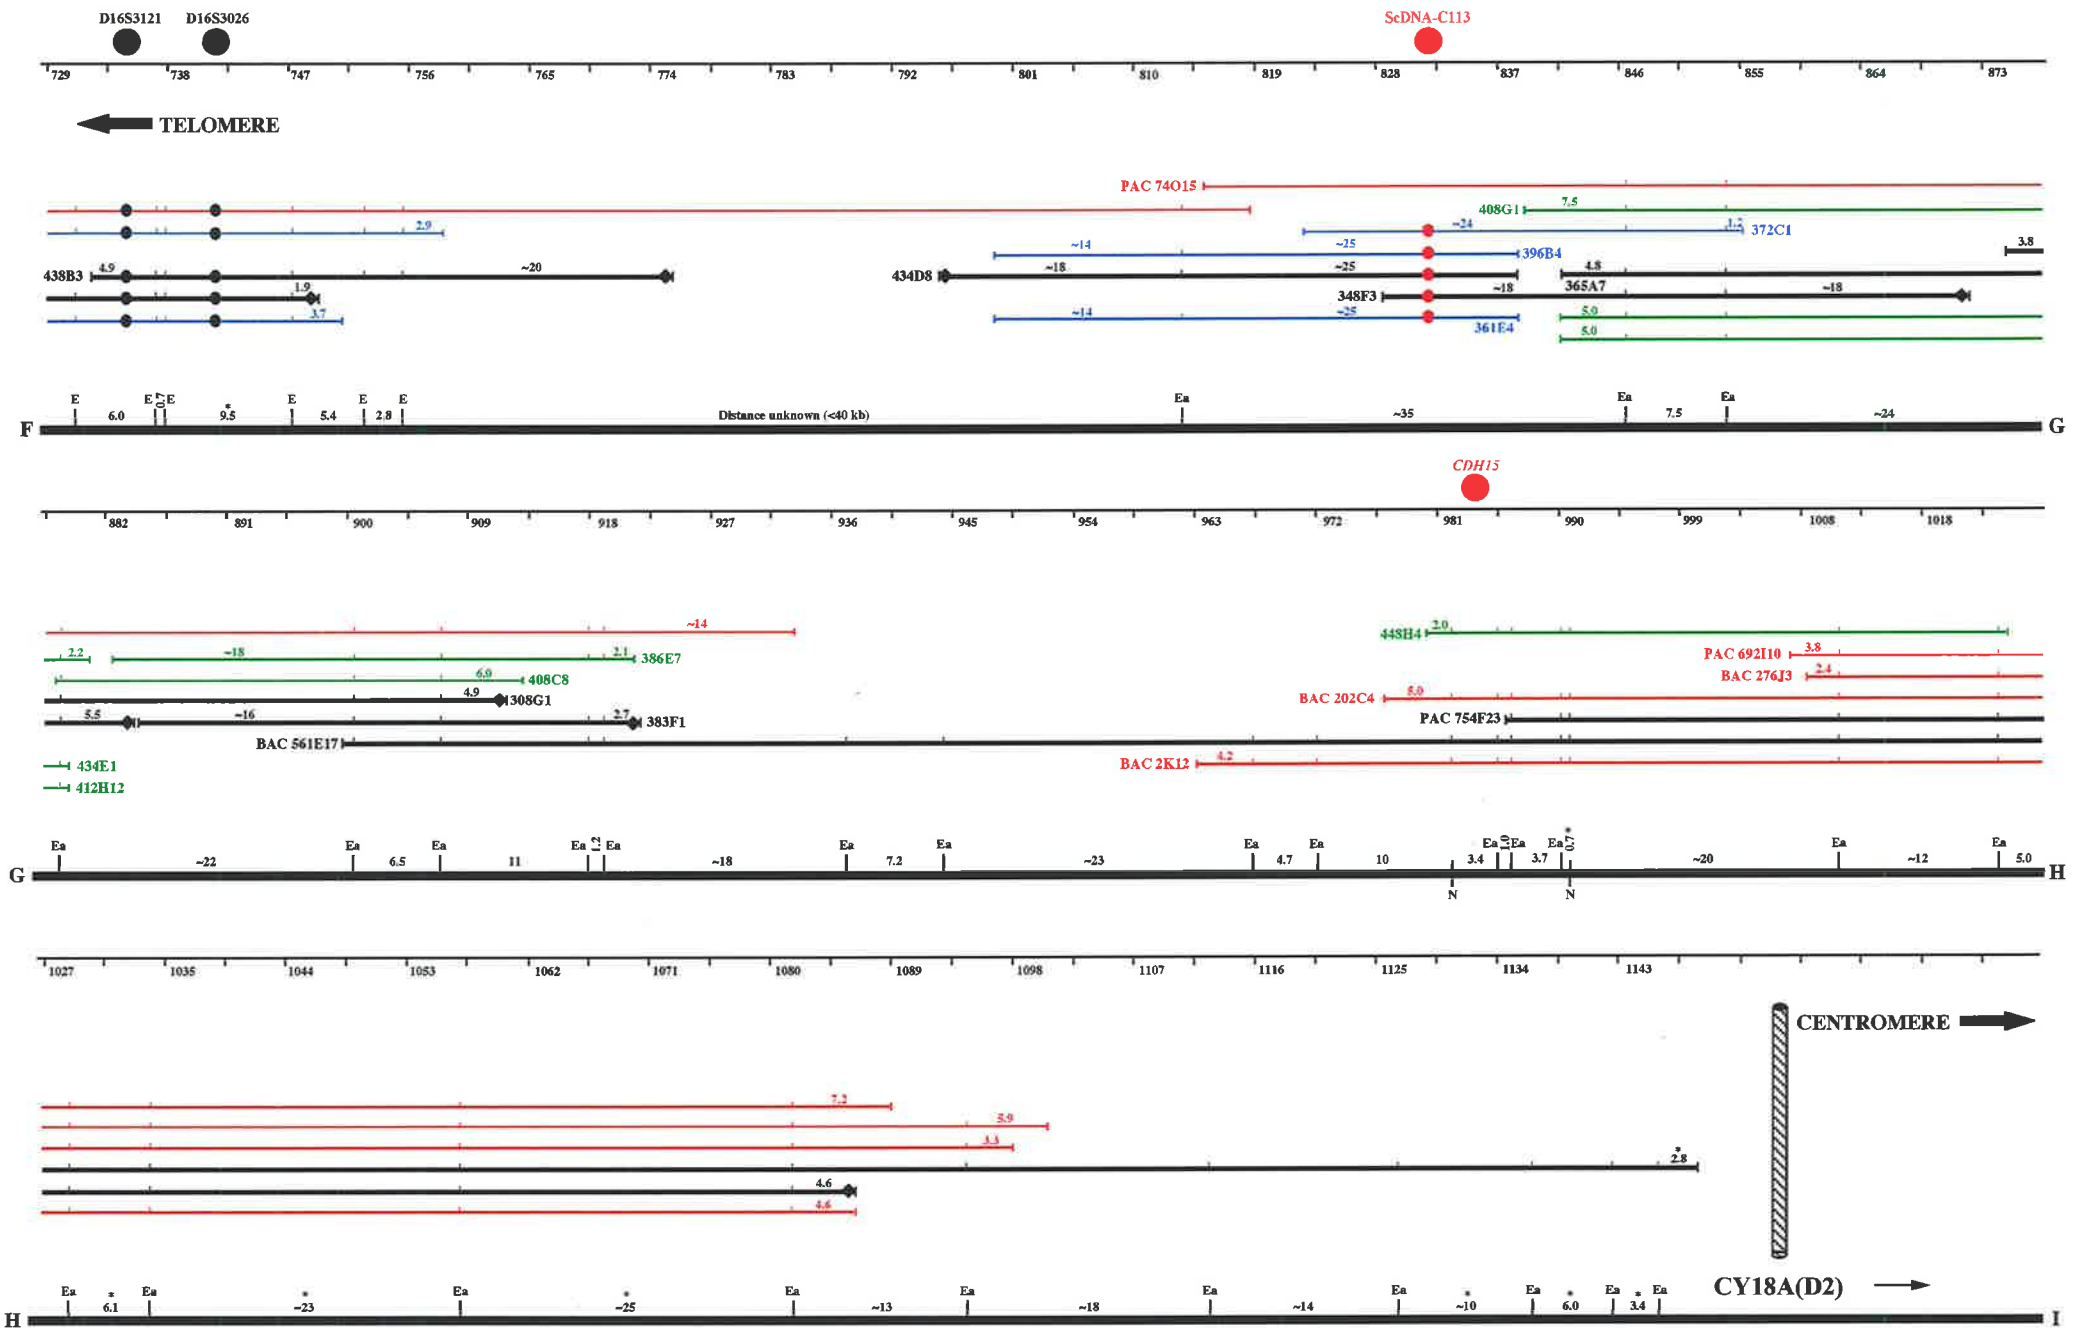 D16S3121 D16S3026 ScDNA-C113
729 738 747 756 765 774 783 792 801 810 819 828 837 846 855 864 873
TELOMERE
PAC 74O15
408G1 7.5
2.9 ~24 1.2 372C1
~14 ~25 396B4 3.8
438B3 4.9 ~20 434D8 ~18 ~25 4.8
1.9 348F3 ~18 365A7 ~18
3.7 ~14 ~25 361E4 5.0
5.0
E E E E E E Ea Ea Ea
F 6.0 0.7 * 9.5 5.4 2.8 Distance unknown (<40 kb) ~35 7.5 ~24 G
CDH15
882 891 900 909 918 927 936 945 954 963 972 981 990 999 1008 1018
~14 448H4 2.0
2.2 ~18 2.1 386E7 PAC 692I10 3.8
6.0 408C8 BAC 276J3 2.4
4.9 308G1 BAC 202C4 5.0
5.5 ~16 2.7 383F1 PAC 754F23
BAC 561E17
434E1 BAC 2K12 4.2
412H12
Ea Ea Ea Ea Ea Ea Ea Ea Ea Ea Ea Ea Ea Ea
G ~22 6.5 11 1.2 ~18 7.2 ~23 4.7 10 3.4 1.0 3.7 0.7 * ~20 ~12 5.0 H
N N
1027 1035 1044 1053 1062 1071 1080 1089 1098 1107 1116 1125 1134 1143
CENTROMERE
7.2
5.9
3.3
* 2.8
4.6
4.6
CY18A(D2)
Ea Ea Ea Ea Ea Ea Ea Ea Ea Ea
H * 6.1 * ~23 * ~25 ~13 ~18 ~14 * ~10 * 6.0 * 3.4 I